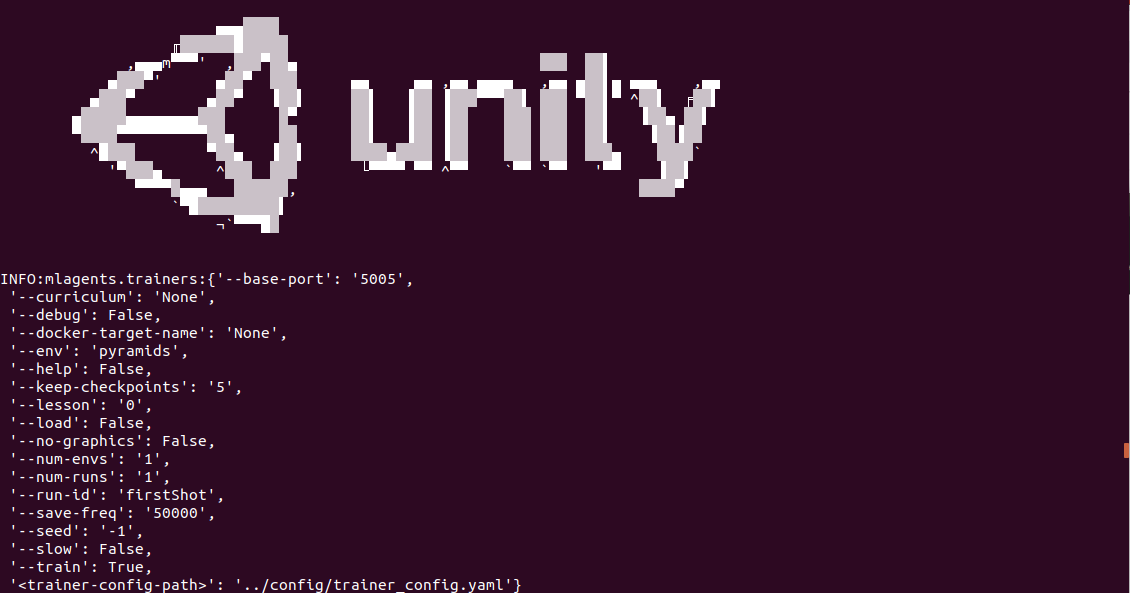 unity
INFO:mlagents.trainers:{'--base-port': '5005',
'--curriculum': 'None',
'--debug': False,
'--docker-target-name': 'None',
'--env': 'pyramids',
'--help': False,
'--keep-checkpoints': '5',
'--lesson': '0',
'--load': False,
'--no-graphics': False,
'--num-envs': '1',
'--num-runs': '1',
'--run-id': 'firstShot',
'--save-freq': '50000',
'--seed': '-1',
'--slow': False,
'--train': True,
'<trainer-config-path>': '../config/trainer_config.yaml'}